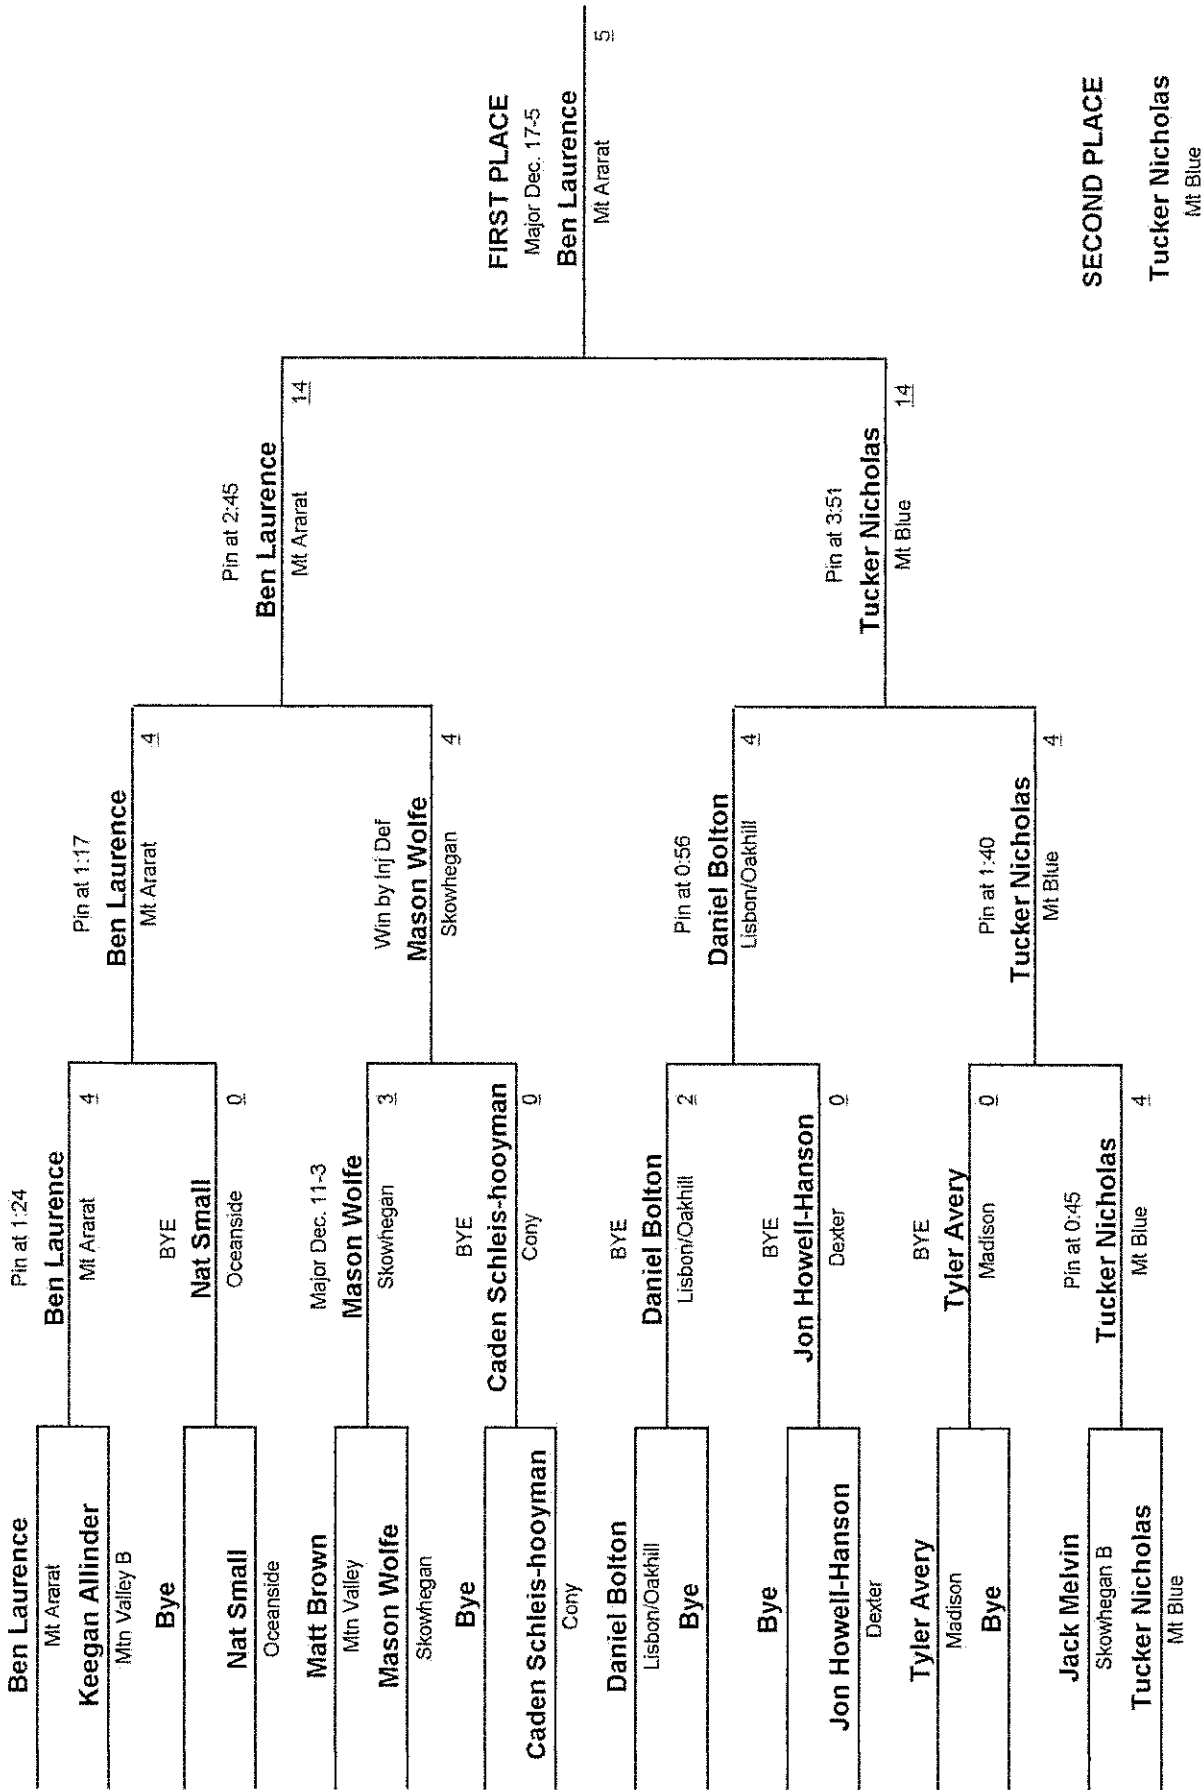 Ben Laurence
Mt Ararat
Keegan Allinder
Mtn Valley B
Bye
Nat Small
Oceanside
Matt Brown
Mtn Valley
Mason Wolfe
Skowhegan
Bye
Caden Schleis-hooyman
Cony
Daniel Bolton
Lisbon/Oakhill
Bye
Bye
Jon Howell-Hanson
Dexter
Tyler Avery
Madison
Bye
Jack Melvin
Skowhegan B
Tucker Nicholas
Mt Blue
Pin at 1:24
Ben Laurence
Mt Ararat 4
BYE
Nat Small
Oceanside 0
Major Dec. 11-3
Mason Wolfe
Skowhegan 3
BYE
Caden Schleis-hooyman
Cony 0
BYE
Daniel Bolton
Lisbon/Oakhill 2
BYE
Jon Howell-Hanson
Dexter 0
BYE
Tyler Avery
Madison 0
Pin at 0:45
Tucker Nicholas
Mt Blue 4
Pin at 1:17
Ben Laurence
Mt Ararat 4
Win by Inj Def
Mason Wolfe
Skowhegan 4
Pin at 0:56
Daniel Bolton
Lisbon/Oakhill 4
Pin at 1:40
Tucker Nicholas
Mt Blue 4
Pin at 2:45
Ben Laurence
Mt Ararat 14
Pin at 3:51
Tucker Nicholas
Mt Blue 14
FIRST PLACE
Major Dec. 17-5
Ben Laurence
Mt Ararat 5
SECOND PLACE
Tucker Nicholas
Mt Blue